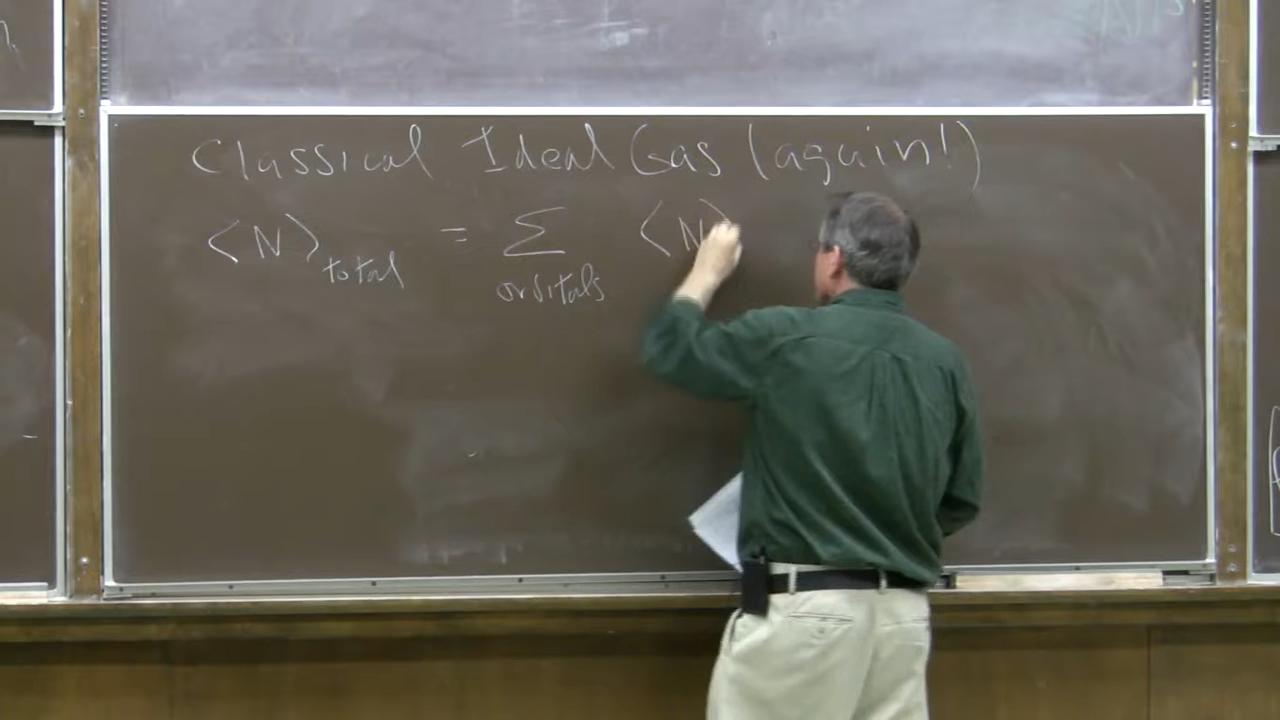 Classical Ideal Gas (again!)
<N>total = Σ orbitals <N>